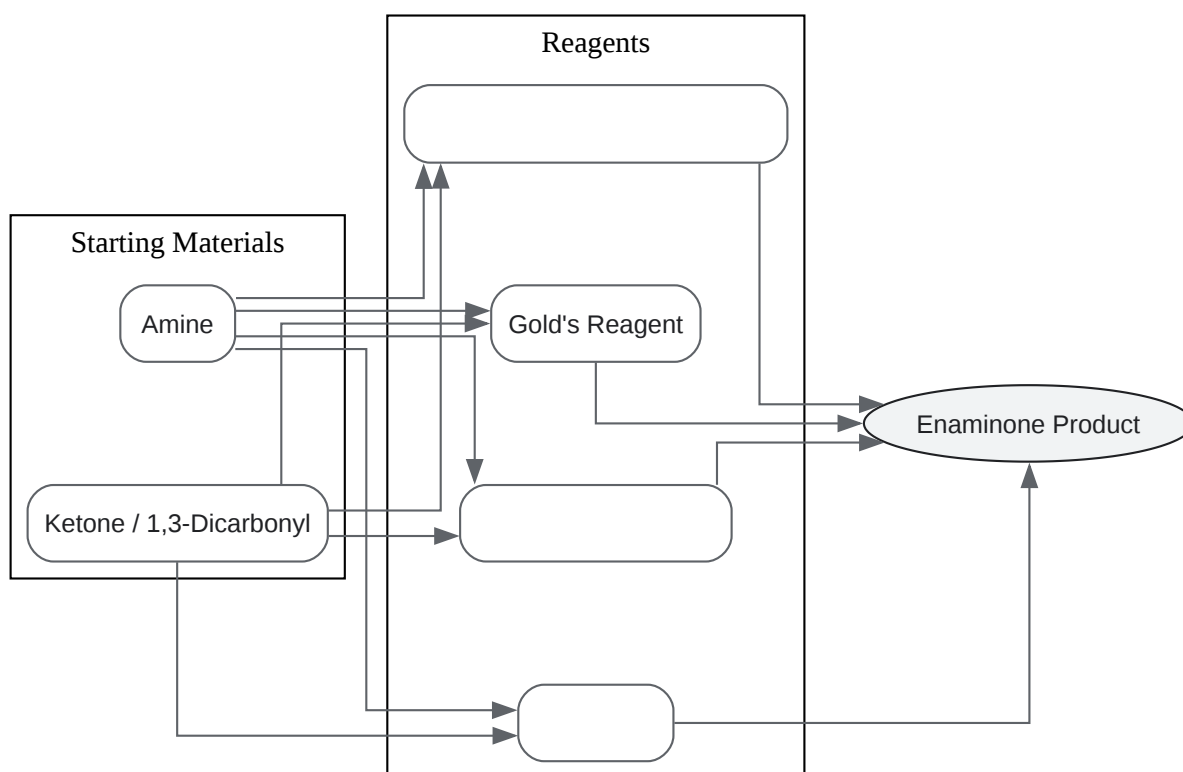 Reagents
Starting Materials
Amine
Gold's Reagent
Enaminone Product
Ketone / 1,3-Dicarbonyl